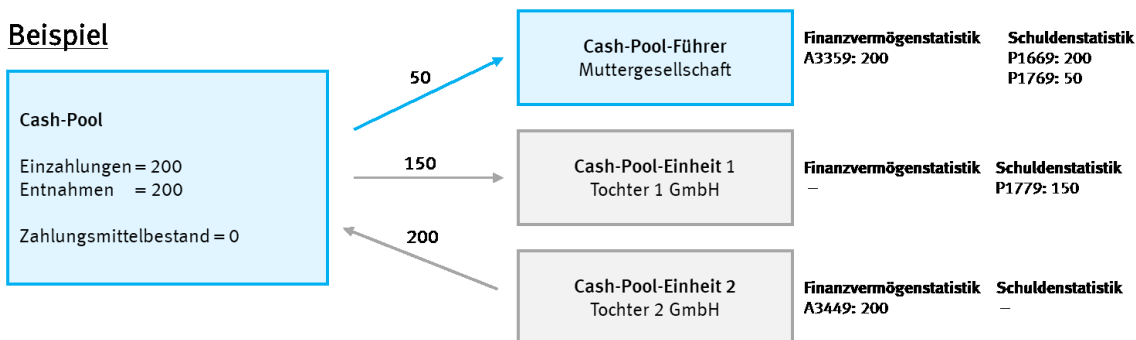 Beispiel
Cash-Pool
Einzahlungen = 200
Entnahmen = 200
Zahlungsmittelbestand = 0
50
150
200
Cash-Pool-Führer
Muttergesellschaft
Finanzvermögenstatistik Schuldenstatistik
A3359: 200 P1669: 200
P1769: 50
Cash-Pool-Einheit 1
Tochter 1 GmbH
Finanzvermögenstatistik Schuldenstatistik
– P1779: 150
Cash-Pool-Einheit 2
Tochter 2 GmbH
Finanzvermögenstatistik Schuldenstatistik
A3449: 200 –